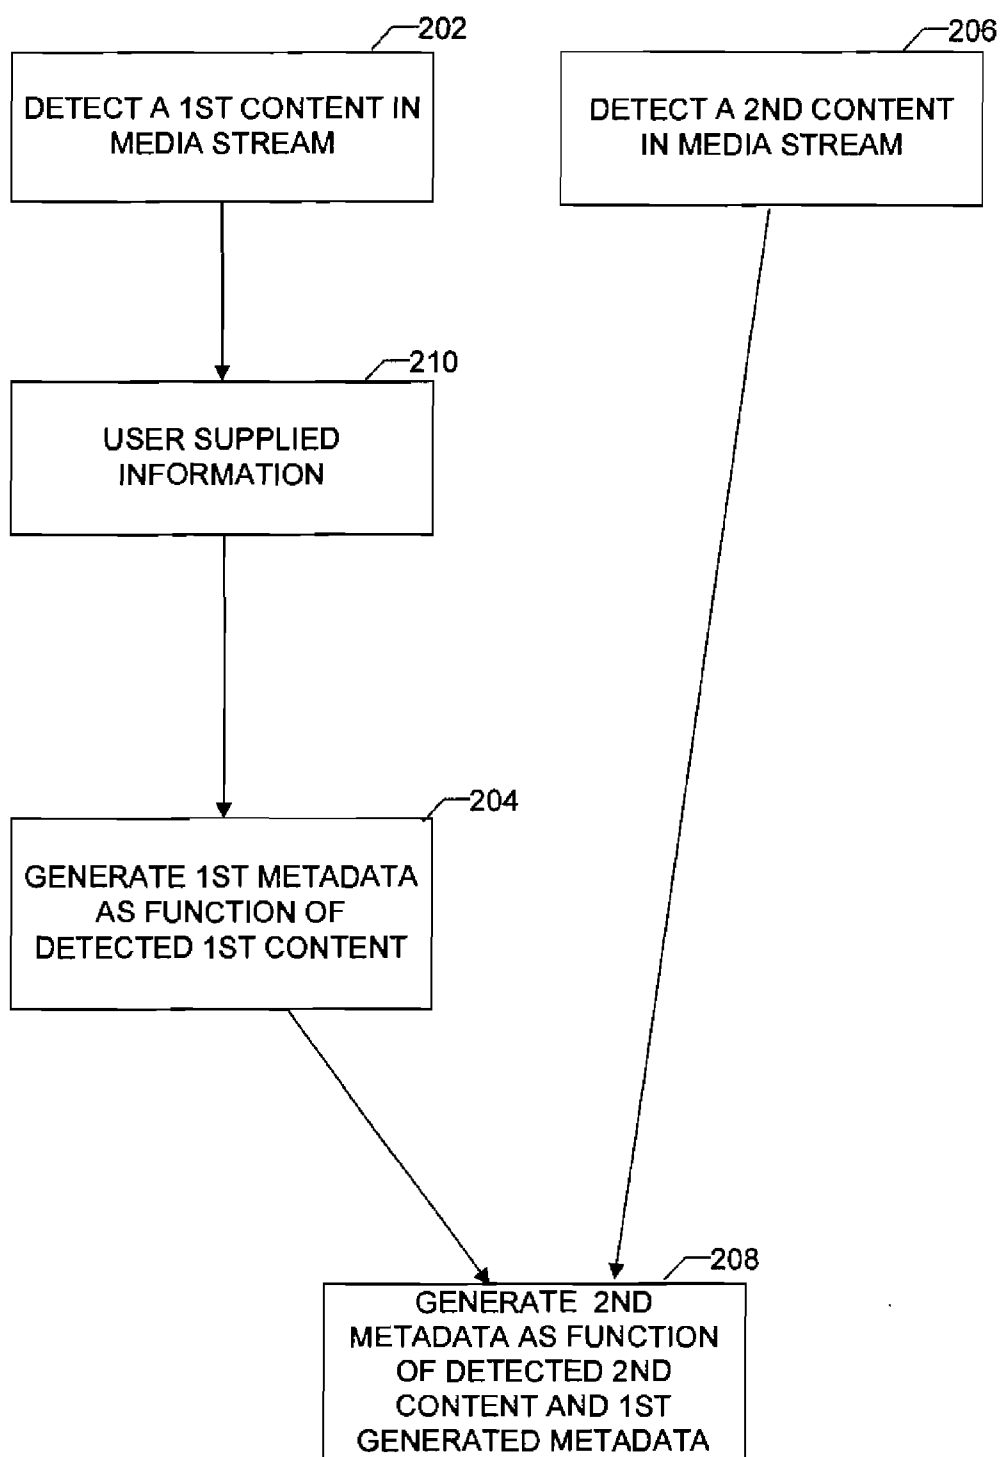 202
DETECT A 1ST CONTENT IN
MEDIA STREAM
206
DETECT A 2ND CONTENT
IN MEDIA STREAM
210
USER SUPPLIED
INFORMATION
204
GENERATE 1ST METADATA
AS FUNCTION OF
DETECTED 1ST CONTENT
208
GENERATE 2ND
METADATA AS FUNCTION
OF DETECTED 2ND
CONTENT AND 1ST
GENERATED METADATA